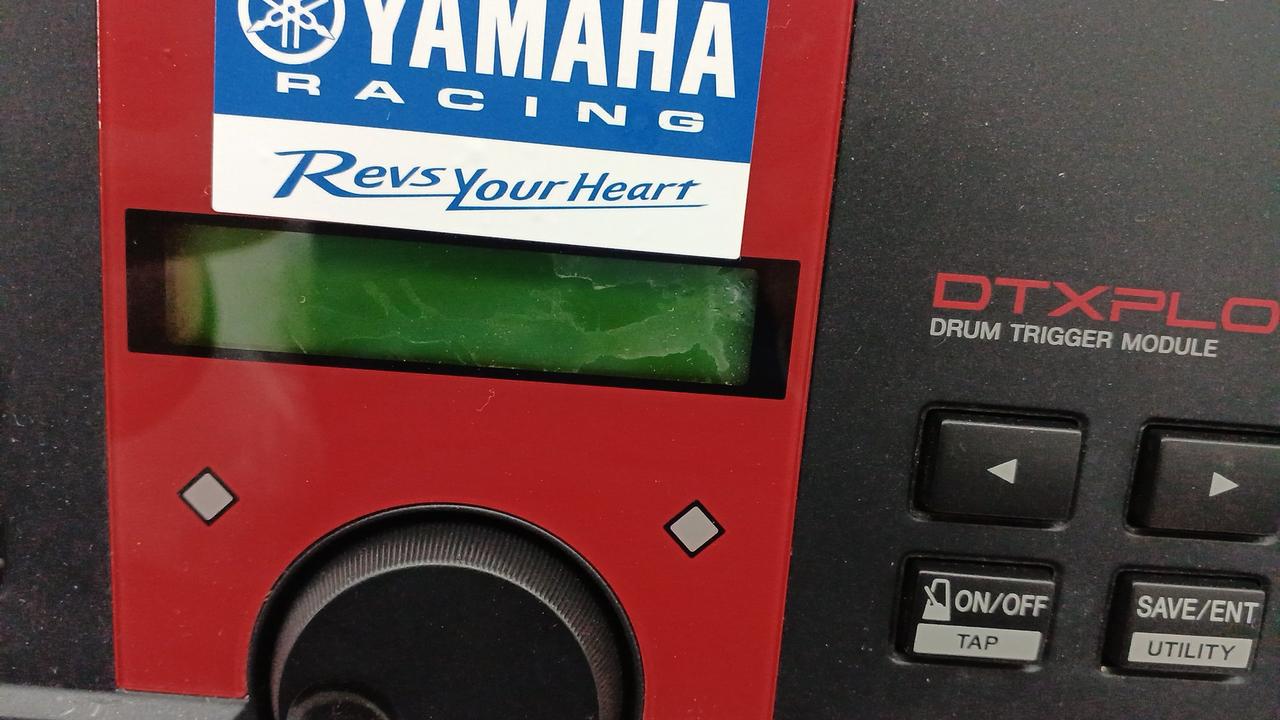 YAMAHA
RACING
Revs Your Heart
DTXPLO
DRUM TRIGGER MODULE
ON/OFF
TAP
SAVE/ENT
UTILITY